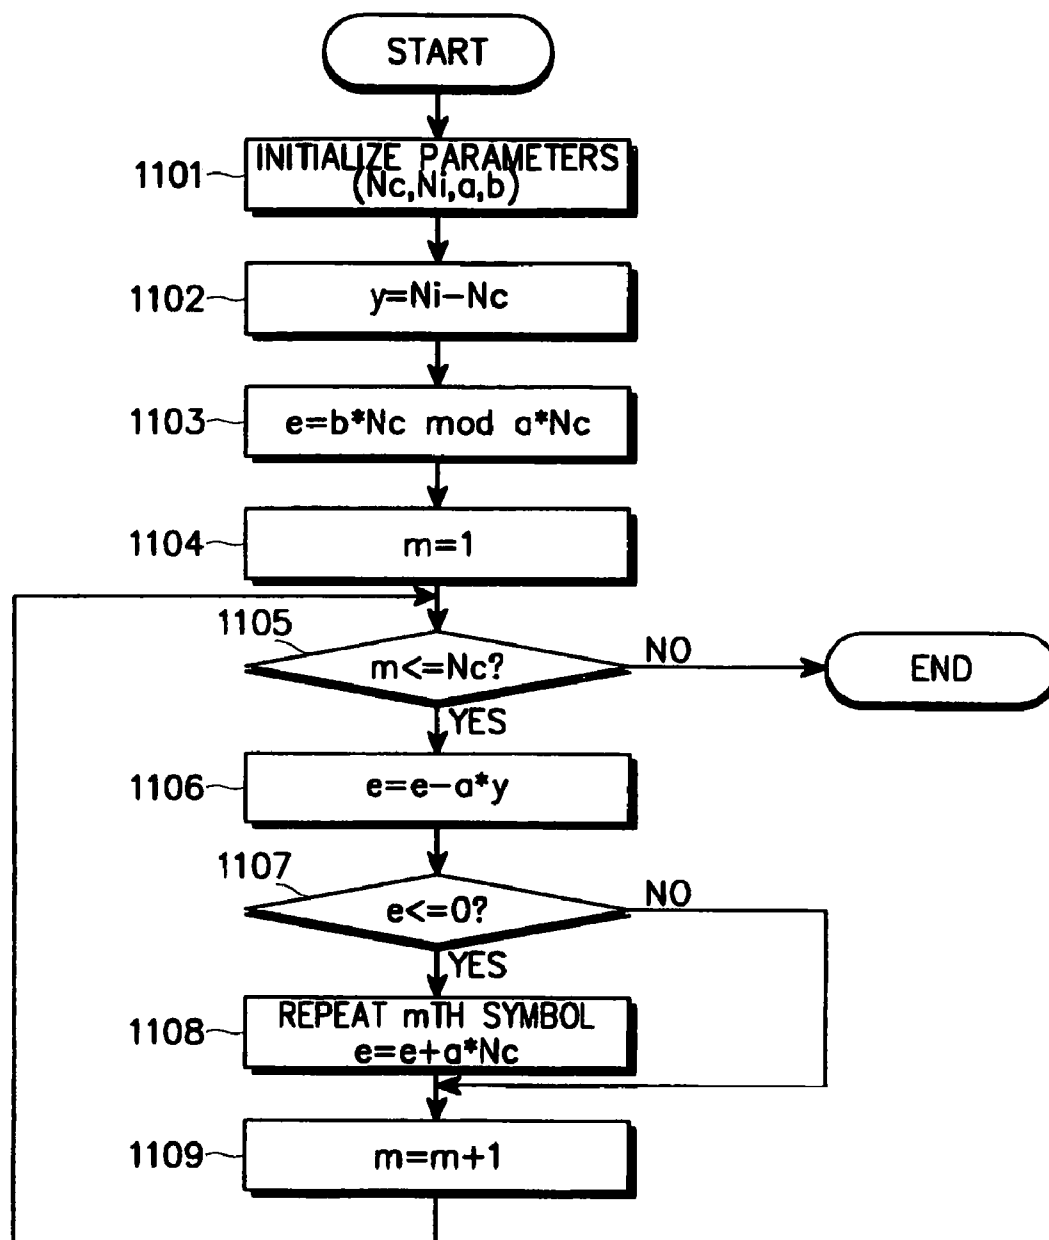 START
1101
INITIALIZE PARAMETERS
(Nc,Ni,a,b)
1102
y=Ni-Nc
1103
e=b*Nc mod a*Nc
1104
m=1
1105
m<=Nc?
NO
END
YES
1106
e=e-a*y
1107
e<=0?
NO
YES
1108
REPEAT mTH SYMBOL
e=e+a*Nc
1109
m=m+1